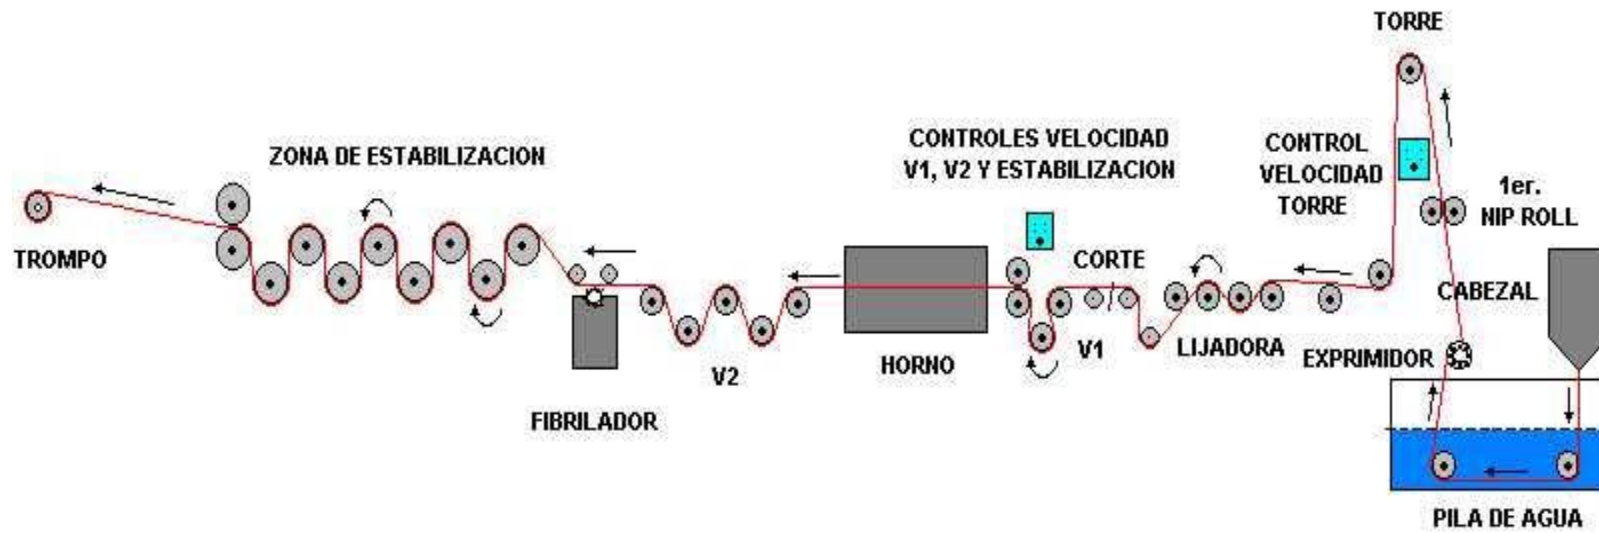 TORRE
CONTROLES VELOCIDAD
V1, V2 Y ESTABILIZACION
CONTROL
VELOCIDAD
TORRE
ZONA DE ESTABILIZACION
1er.
NIP ROLL
TROMPO
CORTE
CABEZAL
V1
LIJADORA
EXPRIMIDOR
HORNO
V2
FIBRILADOR
PILA DE AGUA